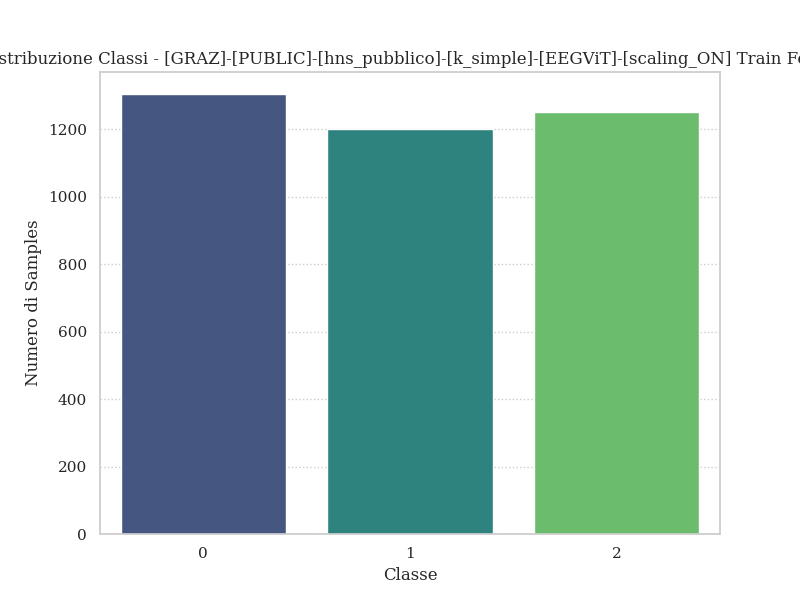 stribuzione Classi - [GRAZ]-[PUBLIC]-[hns_pubblico]-[k_simple]-[EEGViT]-[scaling_ON] Train Fo
1200
1000
800
600
400
200
0
Numero di Samples
0 1 2
Classe